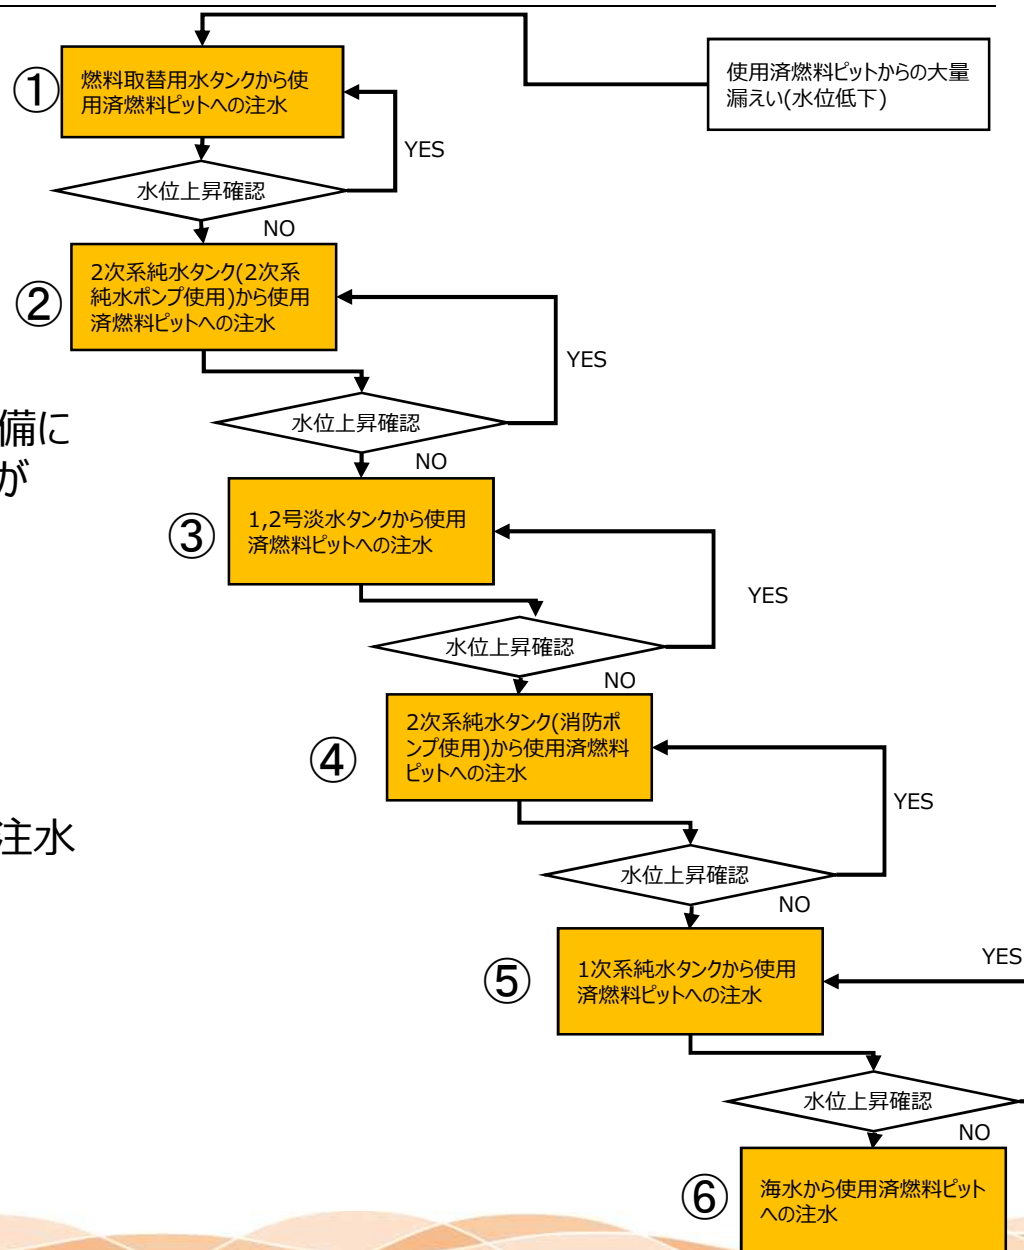 使用済燃料ピットからの大量
漏えい(水位低下)
①
燃料取替用水タンクから使
用済燃料ピットへの注水
YES
水位上昇確認
NO
②
2次系純水タンク(2次系
純水ポンプ使用)から使用
済燃料ピットへの注水
YES
水位上昇確認
NO
備に
が
③
1,2号淡水タンクから使用
済燃料ピットへの注水
YES
水位上昇確認
NO
④
2次系純水タンク(消防ポ
ンプ使用)から使用済燃料
ピットへの注水
YES
注水
水位上昇確認
NO
⑤
1次系純水タンクから使用
済燃料ピットへの注水
YES
水位上昇確認
NO
⑥
海水から使用済燃料ピット
への注水